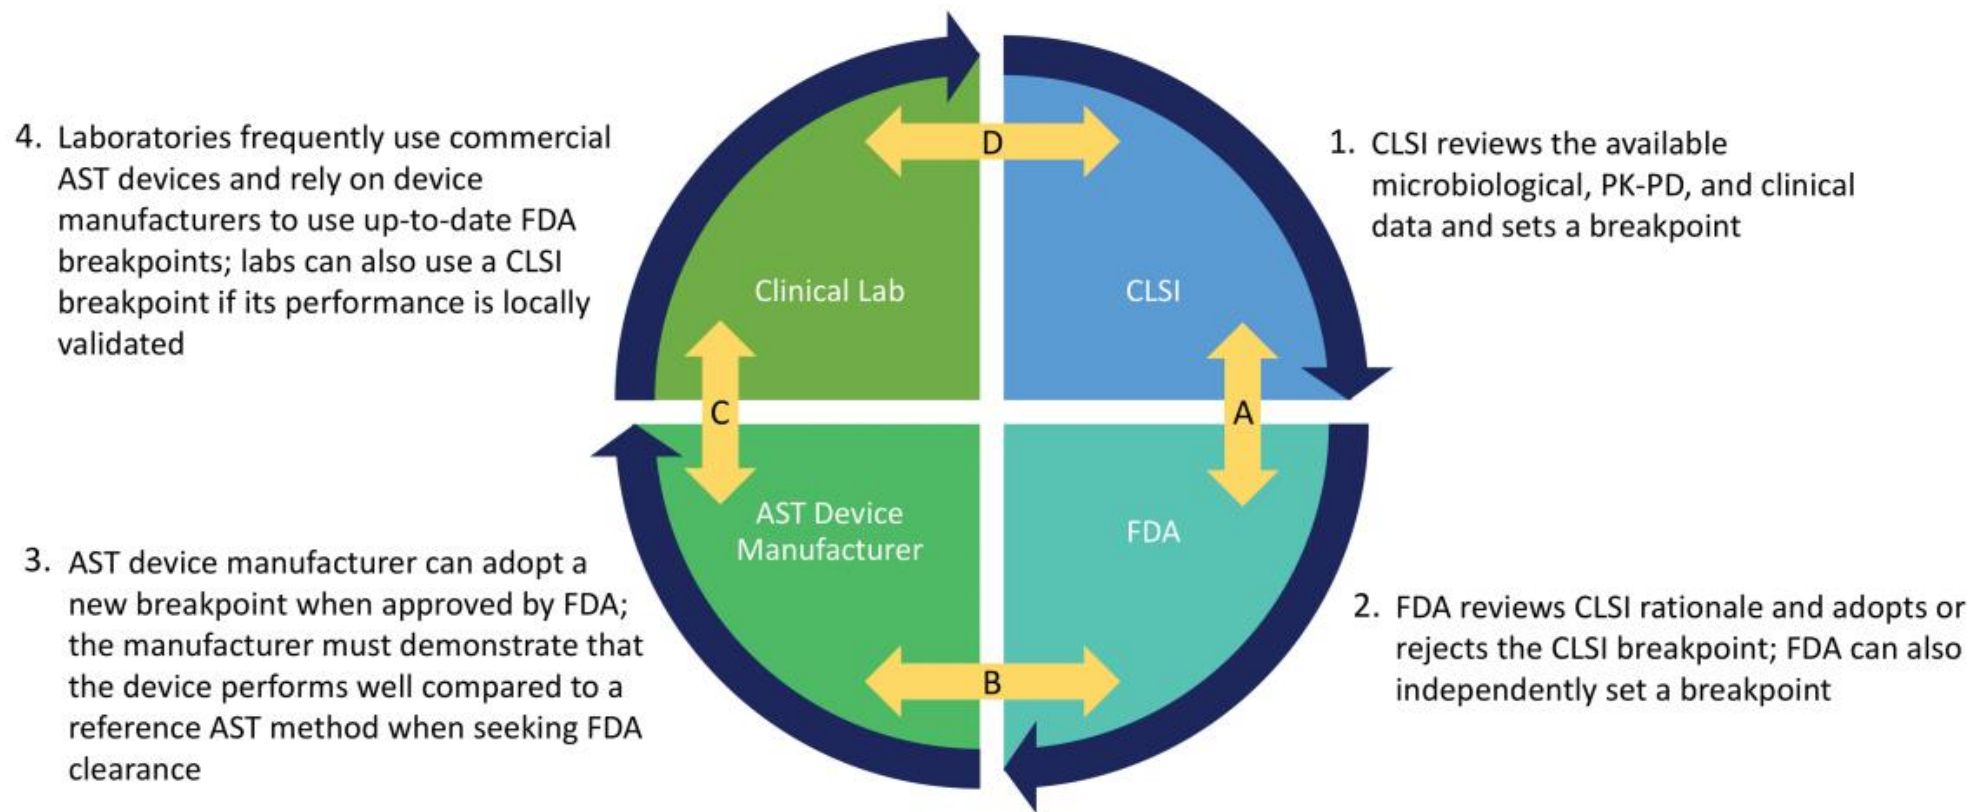 1. CLSI reviews the available
microbiological, PK-PD, and clinical
data and sets a breakpoint
2. FDA reviews CLSI rationale and adopts or
rejects the CLSI breakpoint; FDA can also
independently set a breakpoint
3. AST device manufacturer can adopt a
new breakpoint when approved by FDA;
the manufacturer must demonstrate that
the device performs well compared to a
reference AST method when seeking FDA
clearance
4. Laboratories frequently use commercial
AST devices and rely on device
manufacturers to use up-to-date FDA
breakpoints; labs can also use a CLSI
breakpoint if its performance is locally
validated
Clinical Lab
CLSI
AST Device
Manufacturer
FDA
D
A
C
B